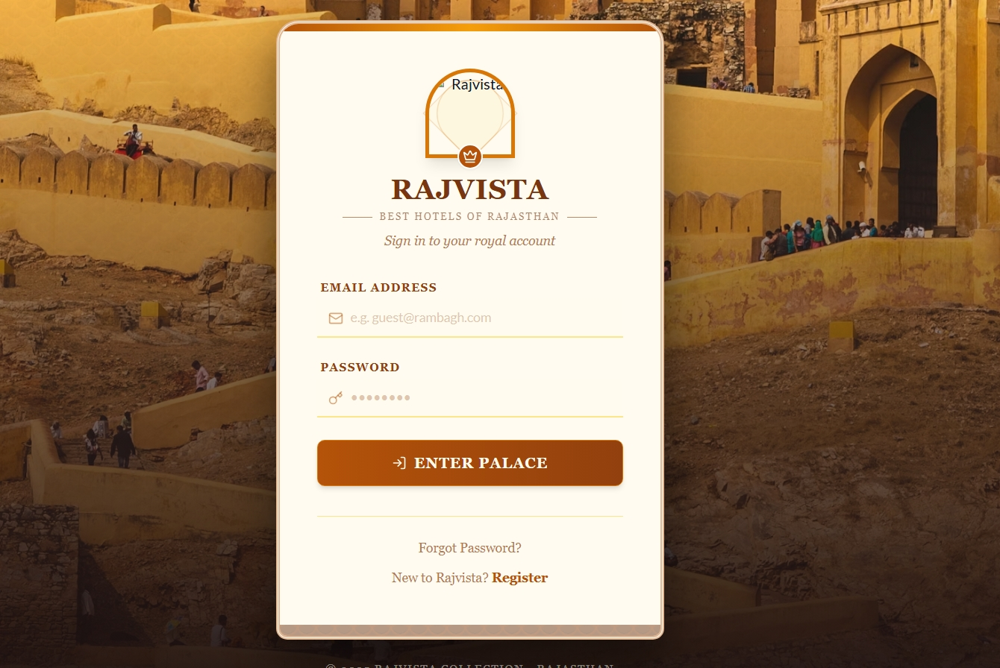 Rajvista
RAJVISTA
BEST HOTELS OF RAJASTHAN
Sign in to your royal account
EMAIL ADDRESS
e.g. guest@rambagh.com
PASSWORD
ENTER PALACE
Forgot Password?
New to Rajvista? Register
RAJVISTA COLLECTION
RAJASTHAN